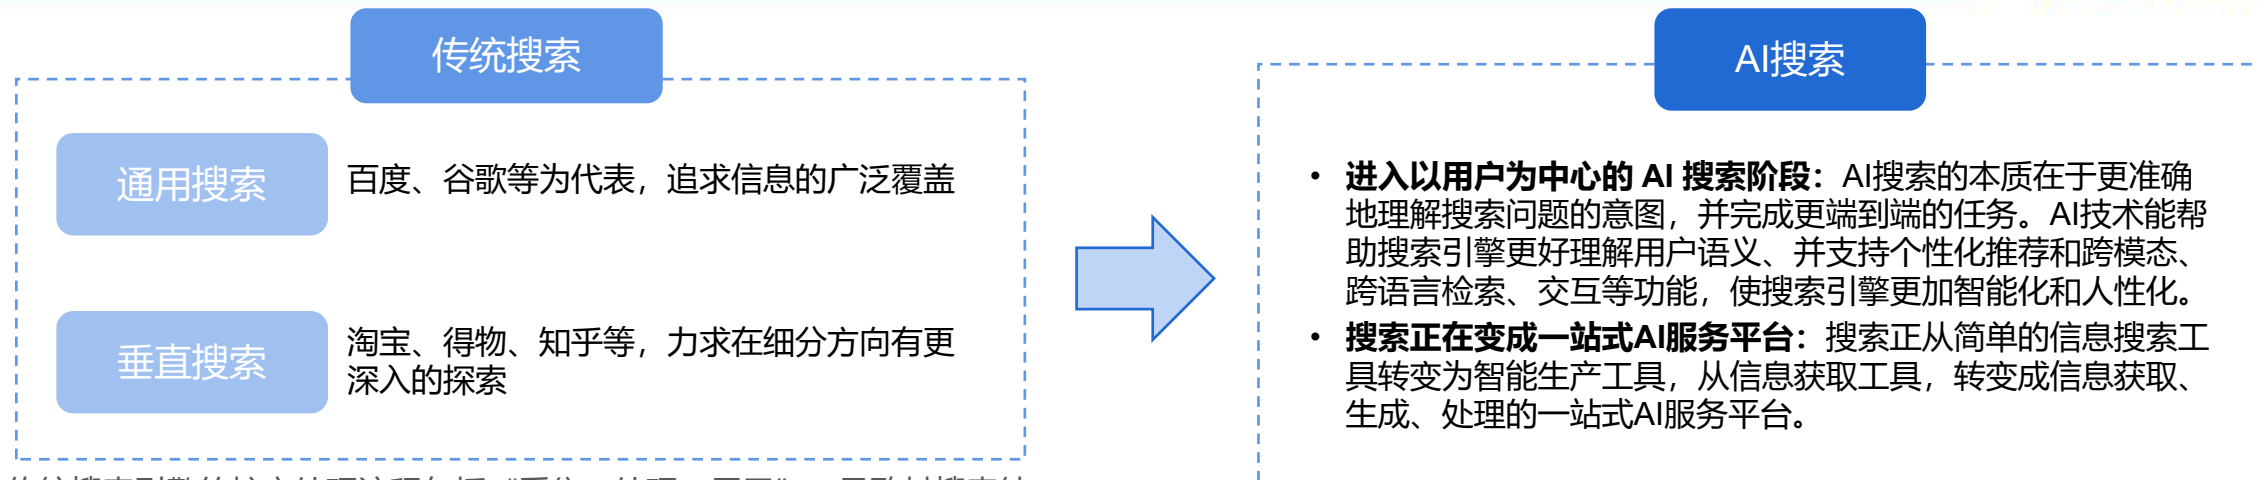 传统搜索
通用搜索
百度、谷歌等为代表，追求信息的广泛覆盖
垂直搜索
淘宝、得物、知乎等，力求在细分方向有更
深入的探索
AI搜索
• 进入以用户为中心的 AI 搜索阶段：AI搜索的本质在于更准确
地理解搜索问题的意图，并完成更端到端的任务。AI技术能帮
助搜索引擎更好理解用户语义、并支持个性化推荐和跨模态、
跨语言检索、交互等功能，使搜索引擎更加智能化和人性化。
• 搜索正在变成一站式AI服务平台：搜索正从简单的信息搜索工
具转变为智能生产工具，从信息获取工具，转变成信息获取、
生成、处理的一站式AI服务平台。